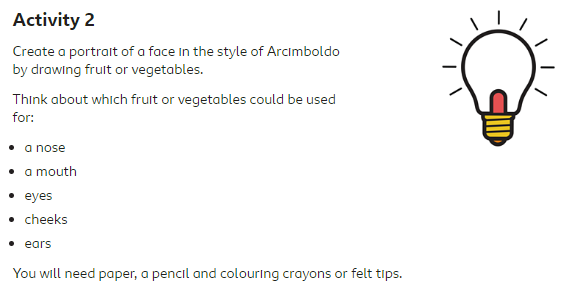 Activity 2
Create a portrait of a face in the style of Arcimboldo
by drawing fruit or vegetables.
Think about which fruit or vegetables could be used
for:
• a nose
• a mouth
• eyes
• cheeks
• ears
You will need paper, a pencil and colouring crayons or felt tips.